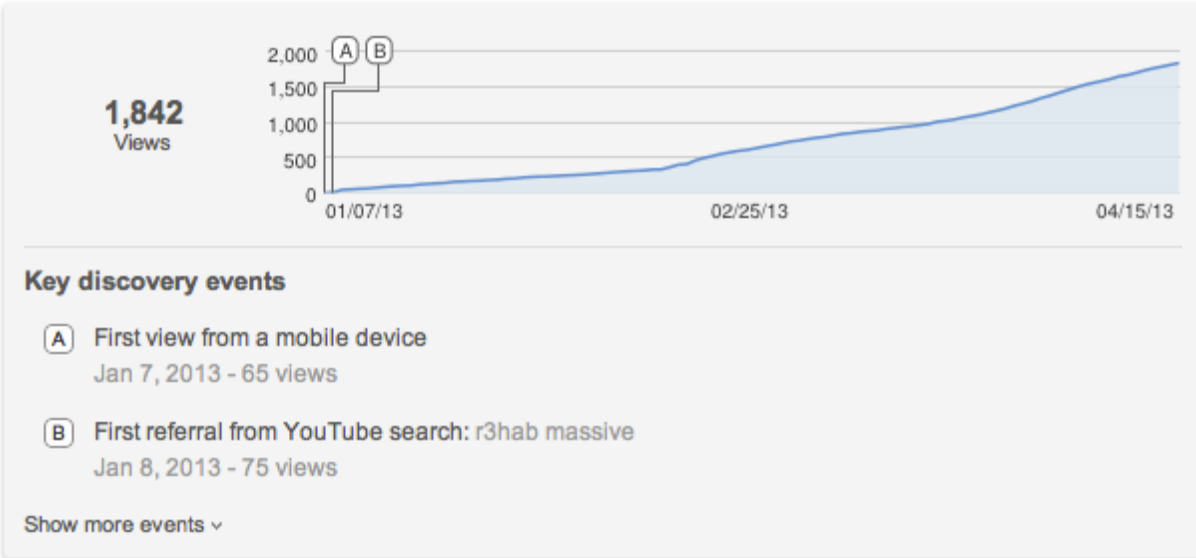 1,842
Views
2,000
1,500
1,000
500
0
A B
01/07/13 02/25/13 04/15/13
Key discovery events
A First view from a mobile device
Jan 7, 2013 - 65 views
B First referral from YouTube search: r3hab massive
Jan 8, 2013 - 75 views
Show more events